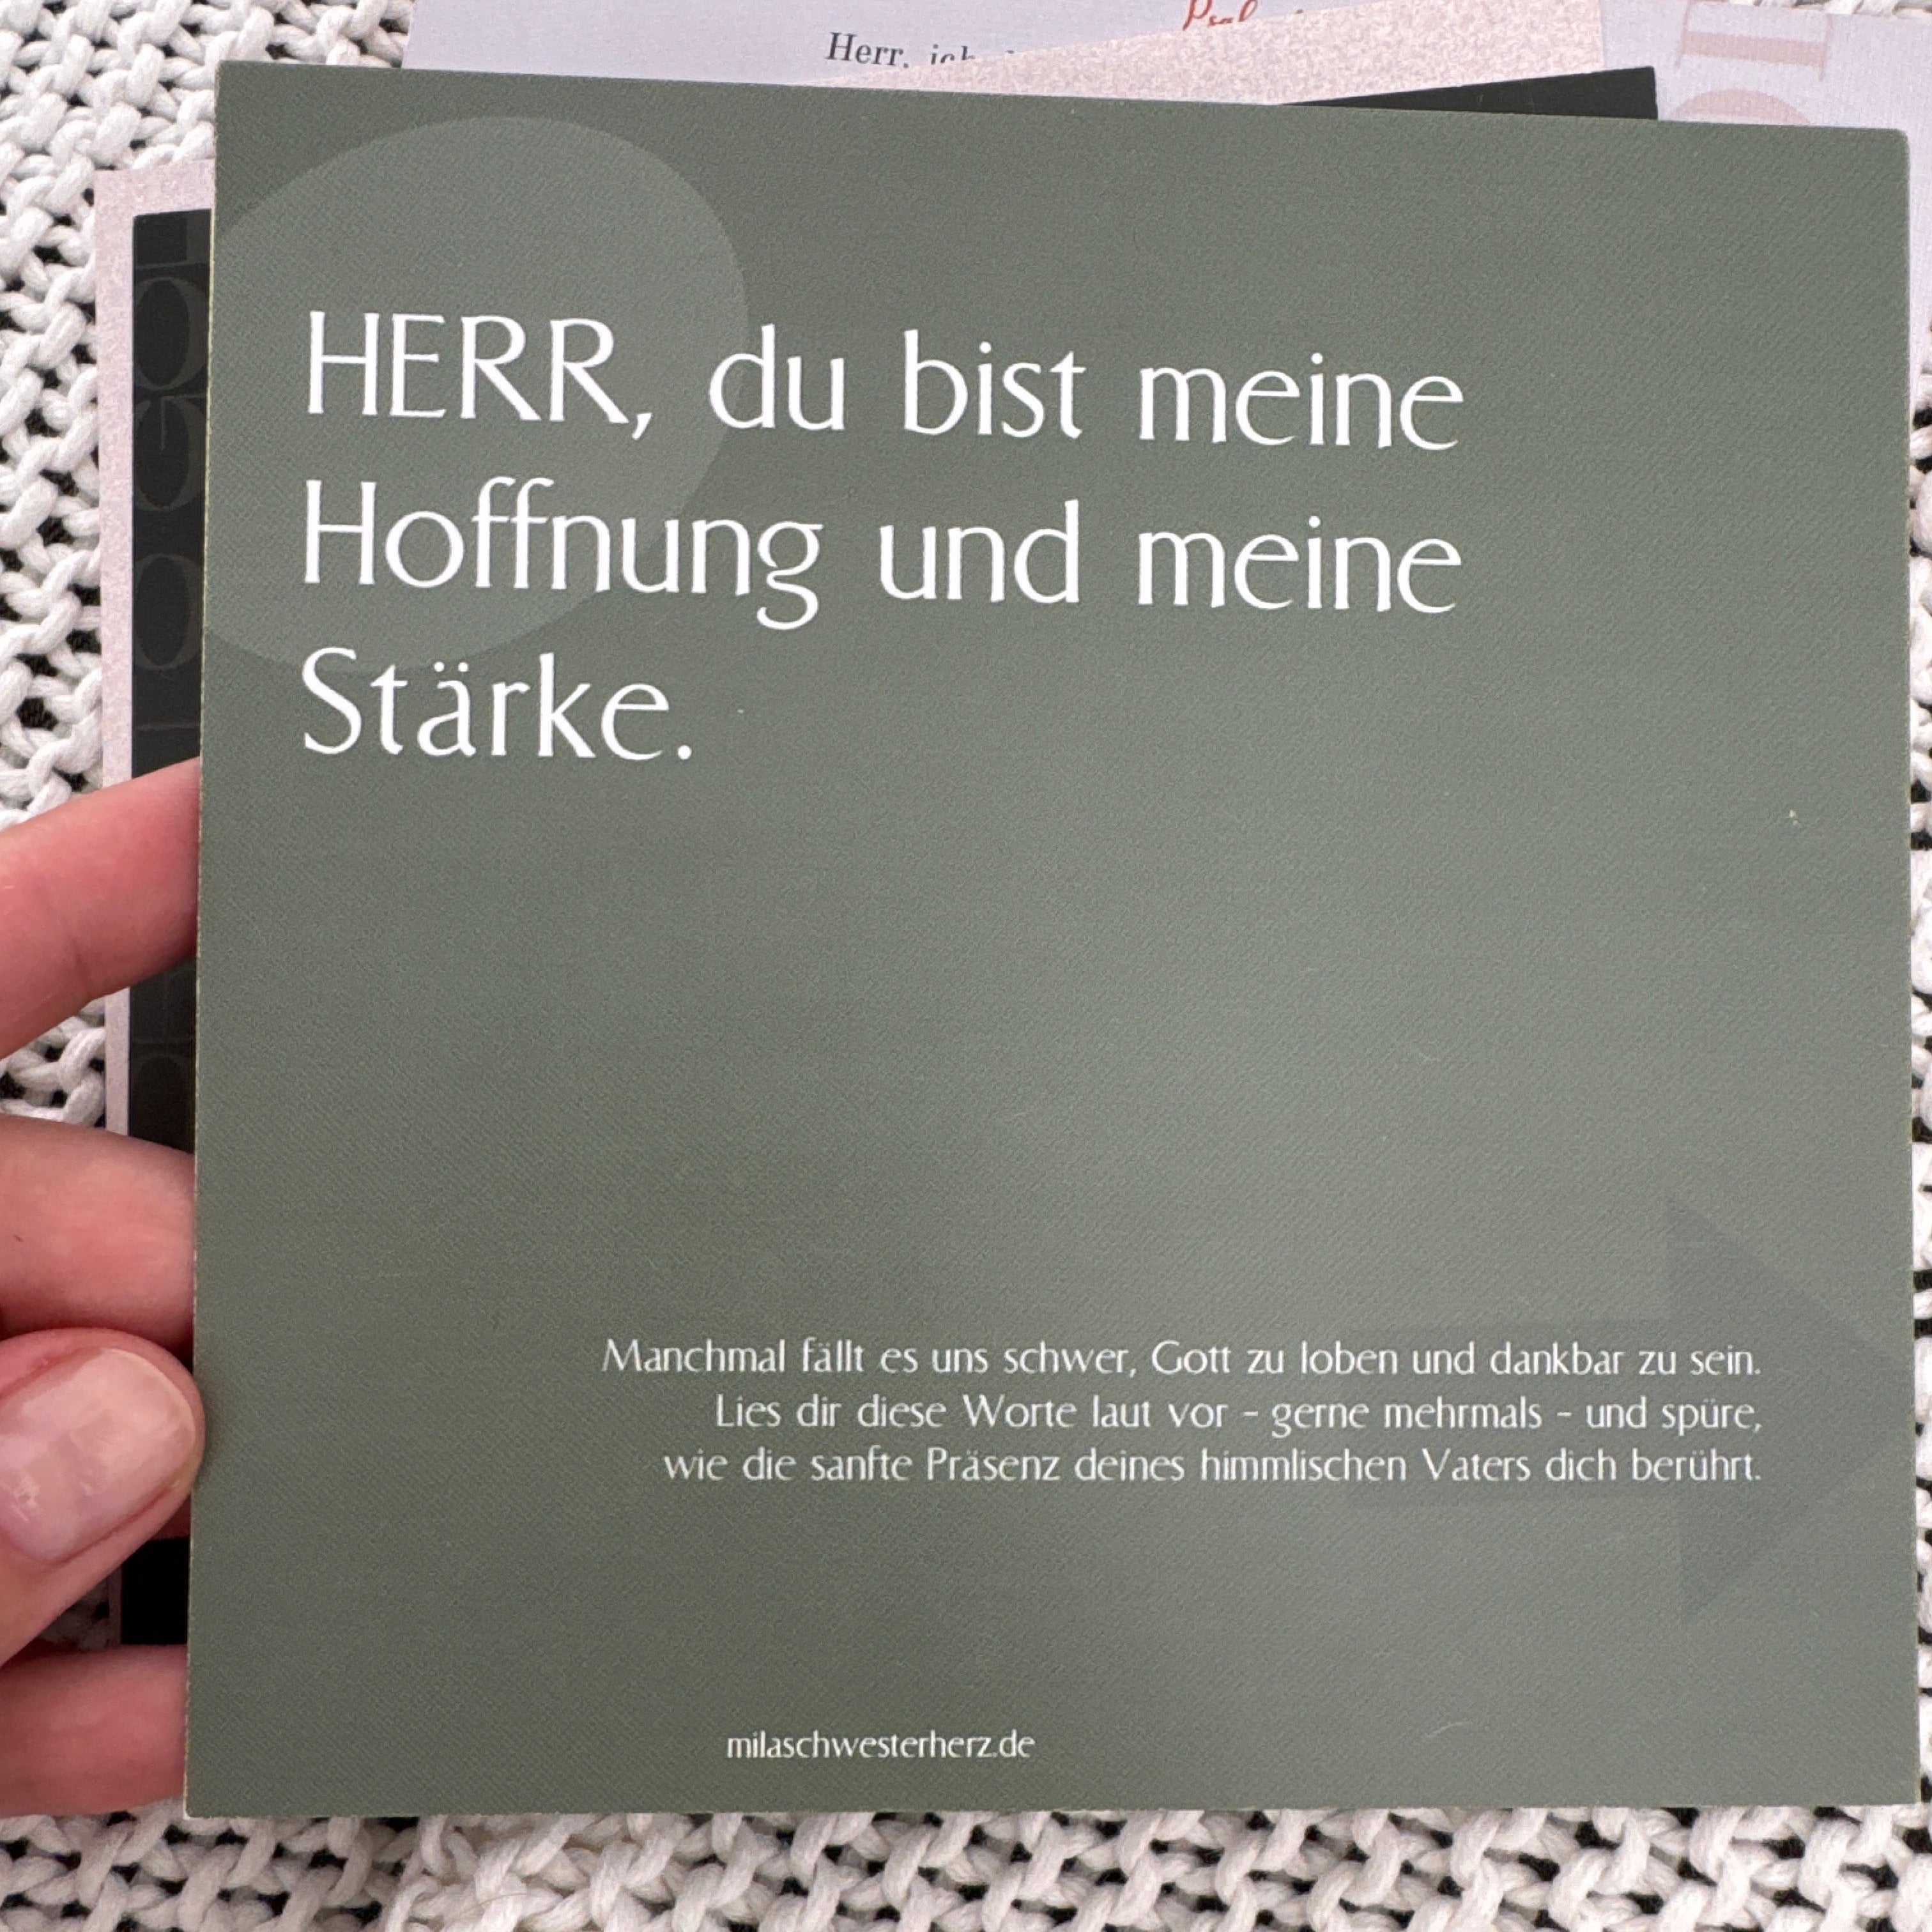 Herr, ich
HERR, du bist meine
Hoffnung und meine
Stärke.
Manchmal fällt es uns schwer, Gott zu loben und dankbar zu sein.
Lies dir diese Worte laut vor – gerne mehrmals – und spüre,
wie die sanfte Präsenz deines himmlischen Vaters dich berührt.
milaschwesterherz.de